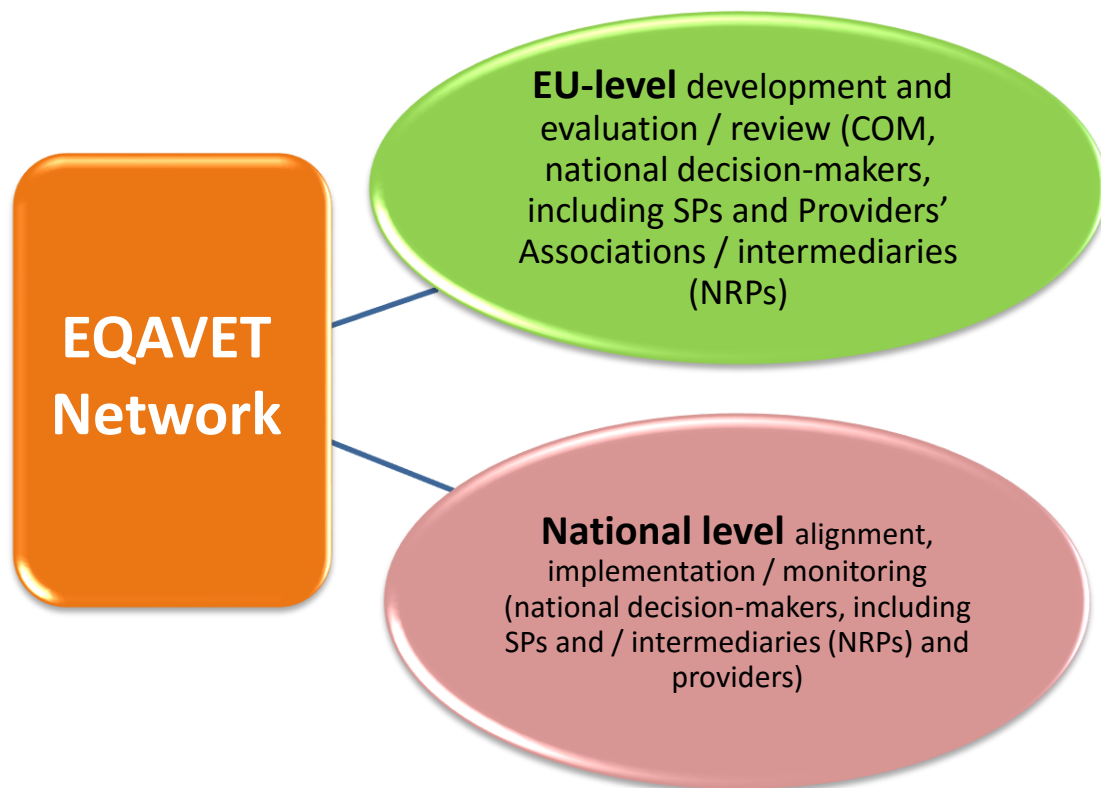 EQAVET
Network
EU-level development and
evaluation / review (COM,
national decision-makers,
including SPs and Providers’
Associations / intermediaries
(NRPs)
National level alignment,
implementation / monitoring
(national decision-makers, including
SPs and / intermediaries (NRPs) and
providers)